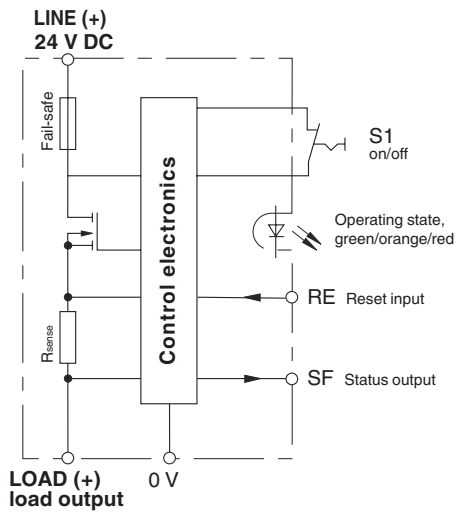 LINE (+)
24 V DC
Fail-safe
Control electronics
S1
on/off
Operating state,
green/orange/red
RE Reset input
Rsense
SF Status output
LOAD (+)
load output
0 V